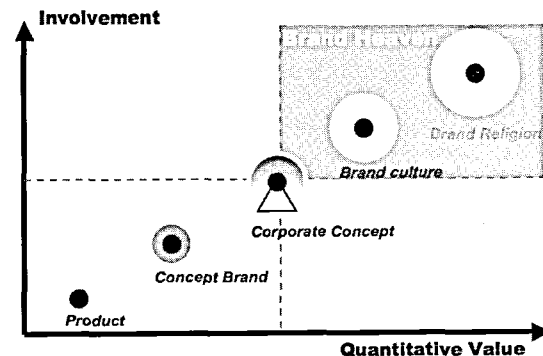 Involvement
Brand Heaven
Brand Religion
Brand culture
Corporate Concept
Concept Brand
Product
Quantitative Value